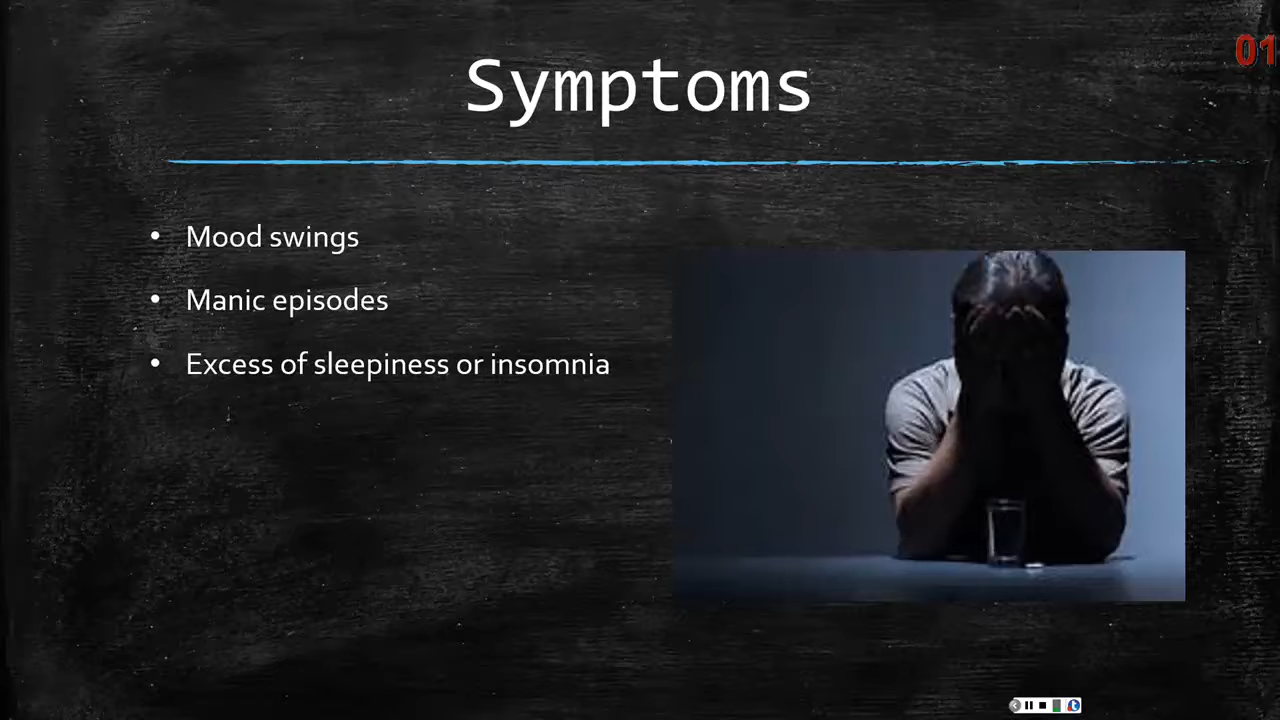 01
Symptoms
• Mood swings
• Manic episodes
• Excess of sleepiness or insomnia